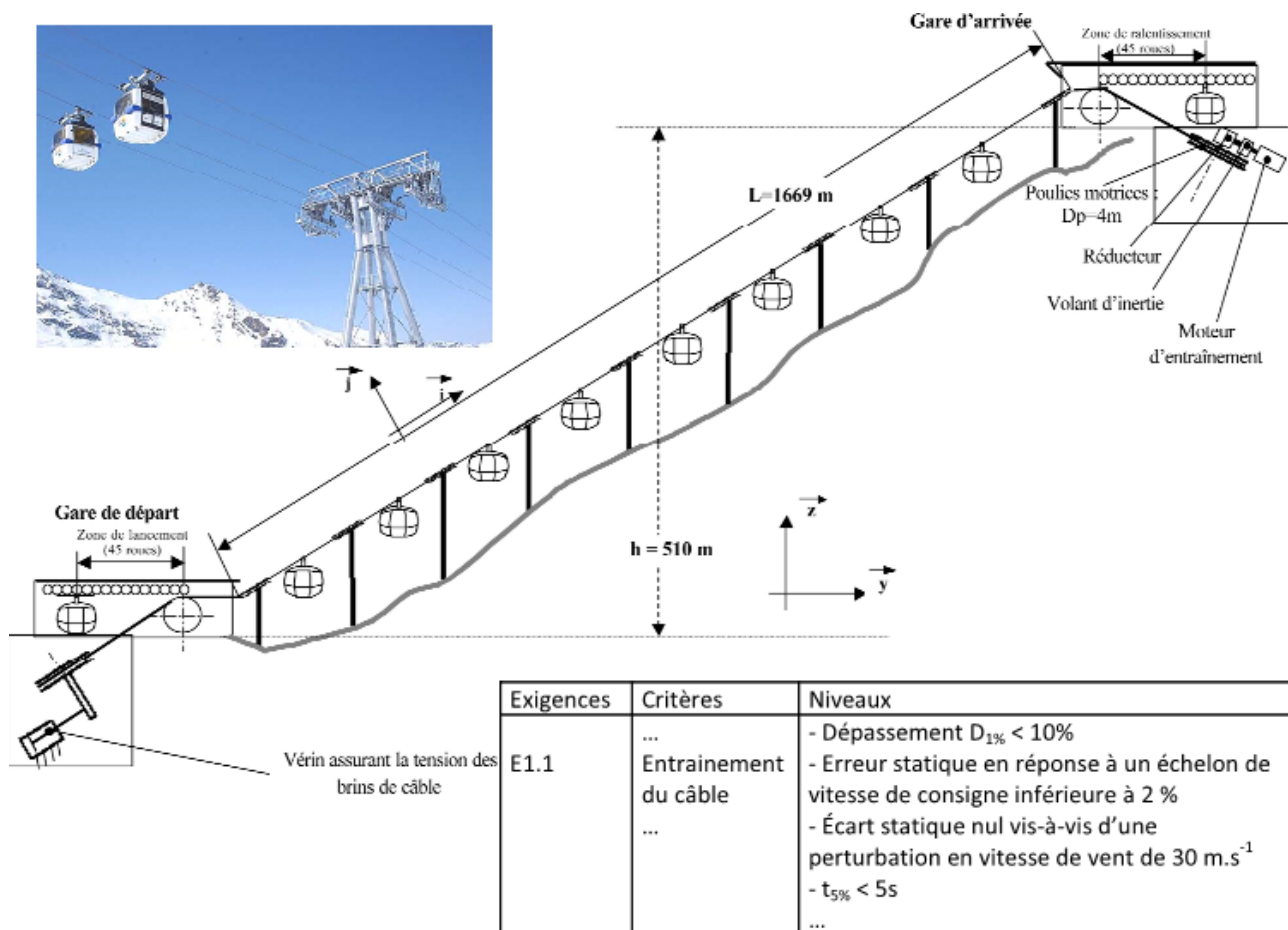 Gare d'arrivée
Zone de ralentissement
(45 roues)
L=1669 m
Poulies motrices :
Dp=4m
Réducteur
Volant d'inertie
Moteur
d'entraînement
j
i
Gare de départ
Zone de lancement
(45 roues)
z
h = 510 m
y
Vérin assurant la tension des
brins de câble
Exigences Critères Niveaux
... - Dépassement D1% < 10%
E1.1 Entrainement - Erreur statique en réponse à un échelon de
du câble vitesse de consigne inférieure à 2 %
... - Écart statique nul vis-à-vis d'une
perturbation en vitesse de vent de 30 m.s-1
- t5% < 5s
...